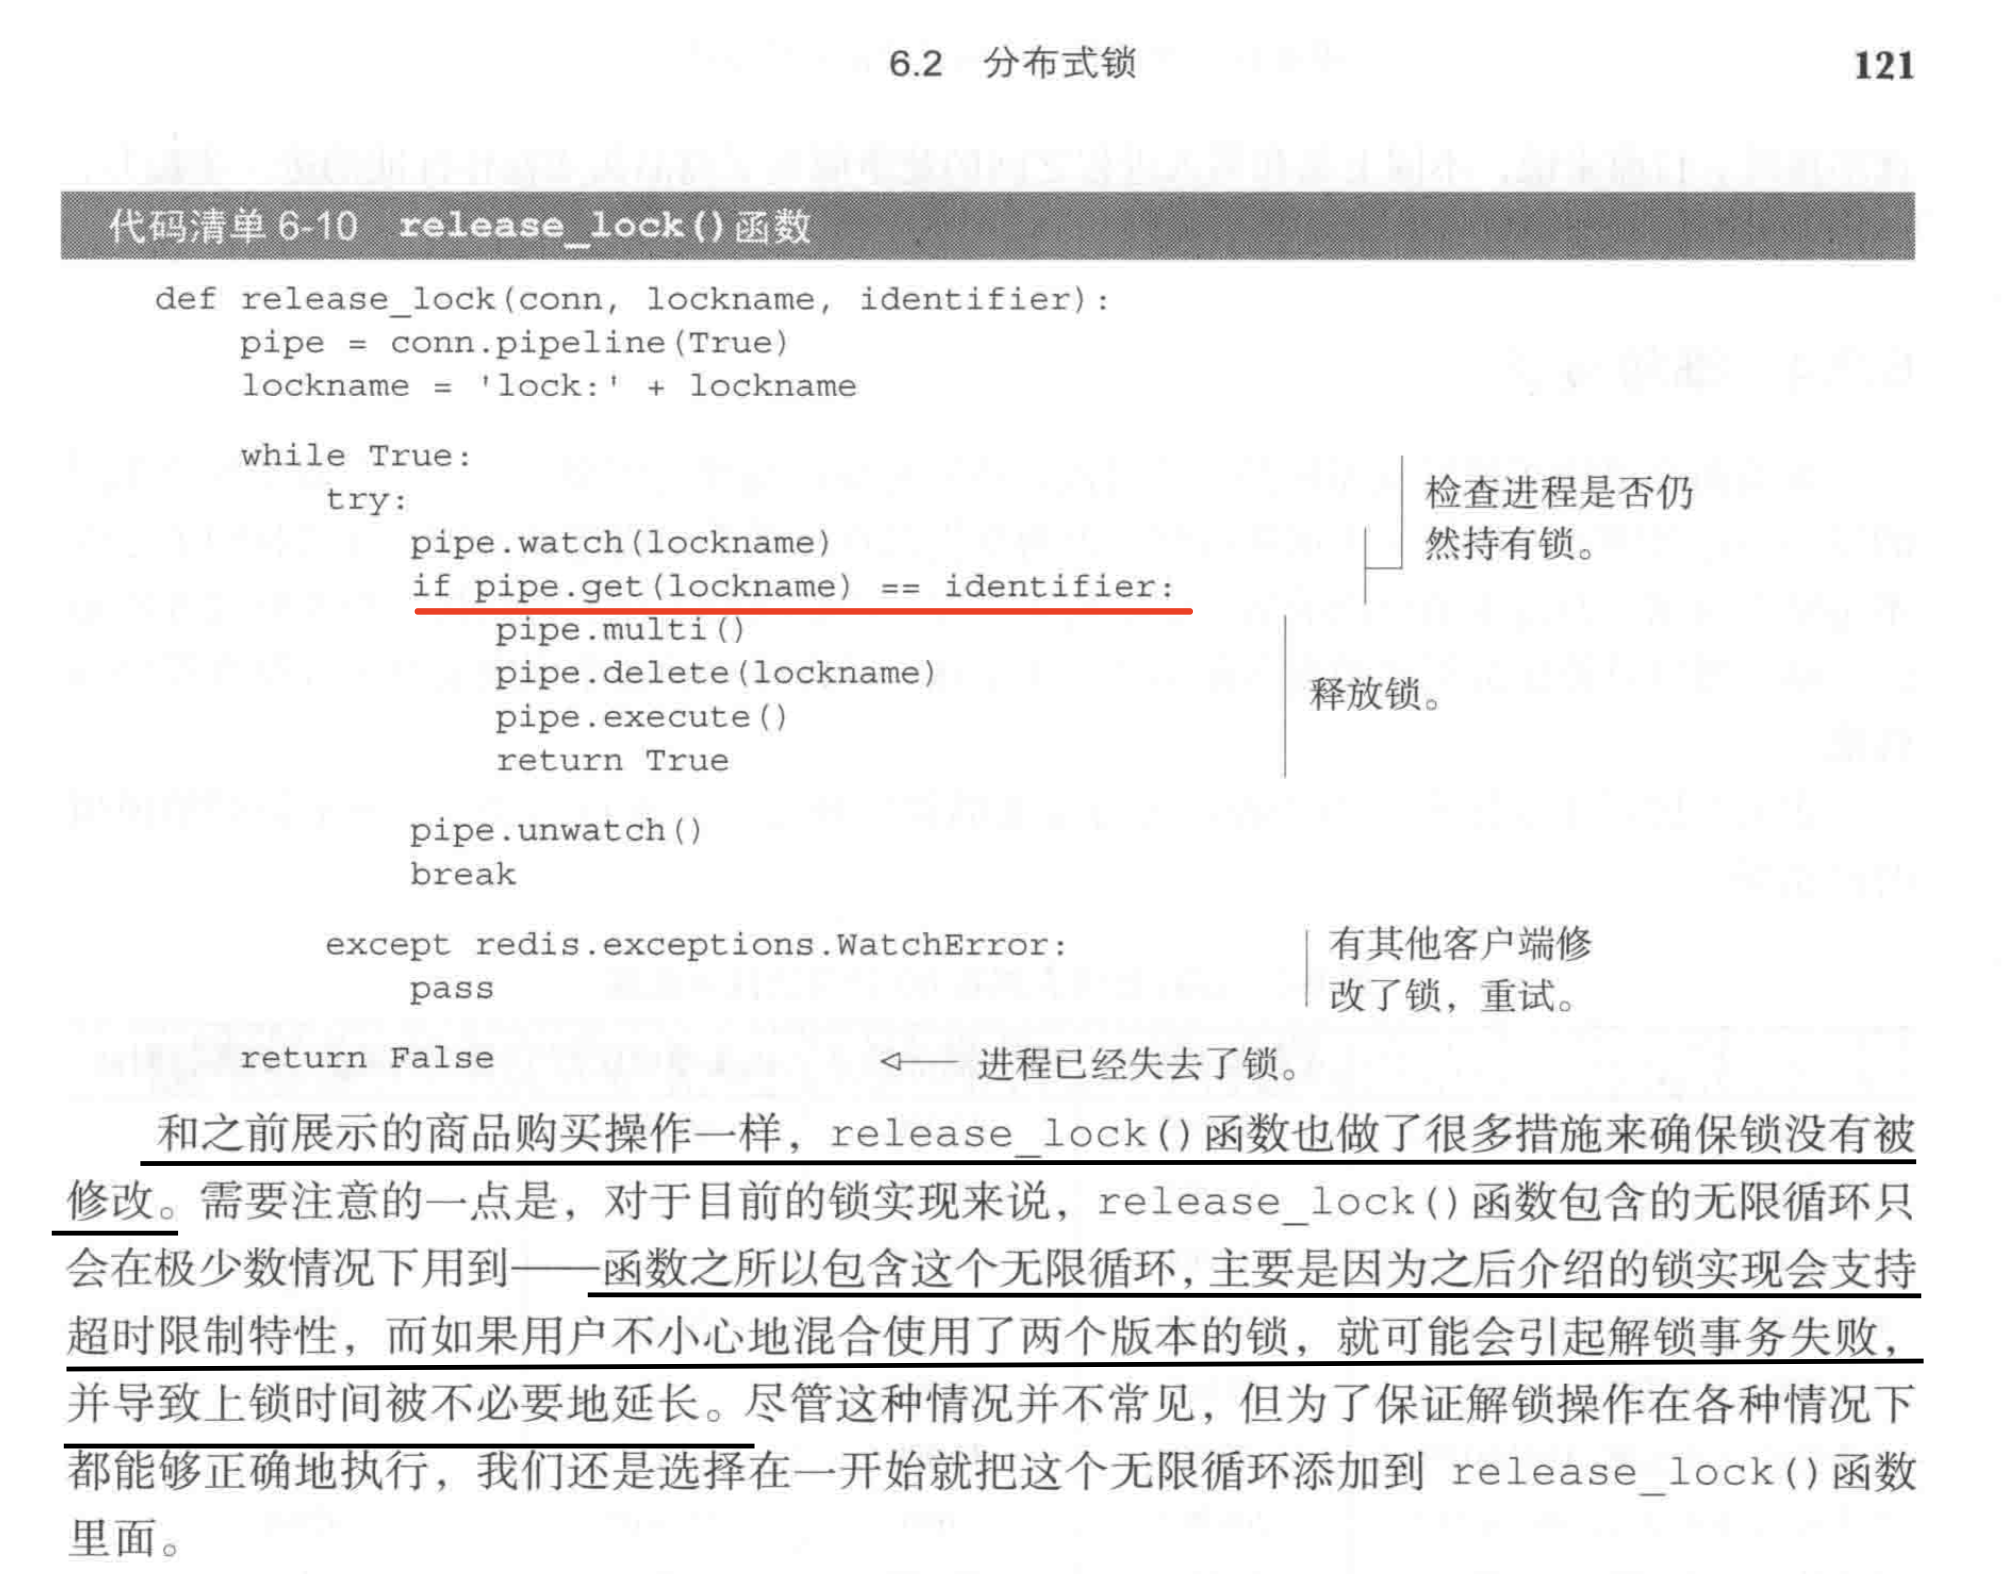 6.2 分布式锁 121
代码清单 6-10 release_lock()函数
def release_lock(conn, lockname, identifier):
pipe = conn.pipeline(True)
lockname = 'lock:' + lockname
while True:
try:
pipe.watch(lockname)
if pipe.get(lockname) == identifier:
pipe.multi()
pipe.delete(lockname)
pipe.execute()
return True
检查进程是否仍
然持有锁。
释放锁。
pipe.unwatch()
break
except redis.exceptions.WatchError:
pass
有其他客户端修
改了锁，重试。
return False
进程已经失去了锁。
和之前展示的商品购买操作一样，release_lock()函数也做了很多措施来确保锁没有被
修改。需要注意的一点是，对于目前的锁实现来说，release_lock()函数包含的无限循环只
会在极少数情况下用到——函数之所以包含这个无限循环，主要是因为之后介绍的锁实现会支持
超时限制特性，而如果用户不小心地混合使用了两个版本的锁，就可能会引起解锁事务失败，
并导致上锁时间被不必要地延长。尽管这种情况并不常见，但为了保证解锁操作在各种情况下
都能够正确地执行，我们还是选择在一开始就把这个无限循环添加到 release_lock()函数
里面。